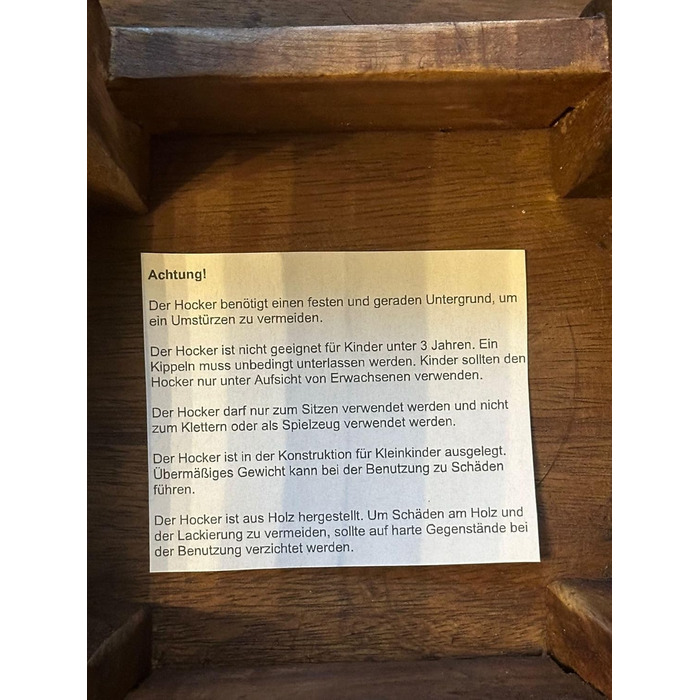 Achtung!
Der Hocker benötigt einen festen und geraden Untergrund, um
ein Umstürzen zu vermeiden.
Der Hocker ist nicht geeignet für Kinder unter 3 Jahren. Ein
Kippeln muss unbedingt unterlassen werden. Kinder sollten den
Hocker nur unter Aufsicht von Erwachsenen verwenden.
Der Hocker darf nur zum Sitzen verwendet werden und nicht
zum Klettern oder als Spielzeug verwendet werden.
Der Hocker ist in der Konstruktion für Kleinkinder ausgelegt.
Übermäßiges Gewicht kann bei der Benutzung zu Schäden
führen.
Der Hocker ist aus Holz hergestellt. Um Schäden am Holz und
der Lackierung zu vermeiden, sollte auf harte Gegenstände bei
der Benutzung verzichtet werden.